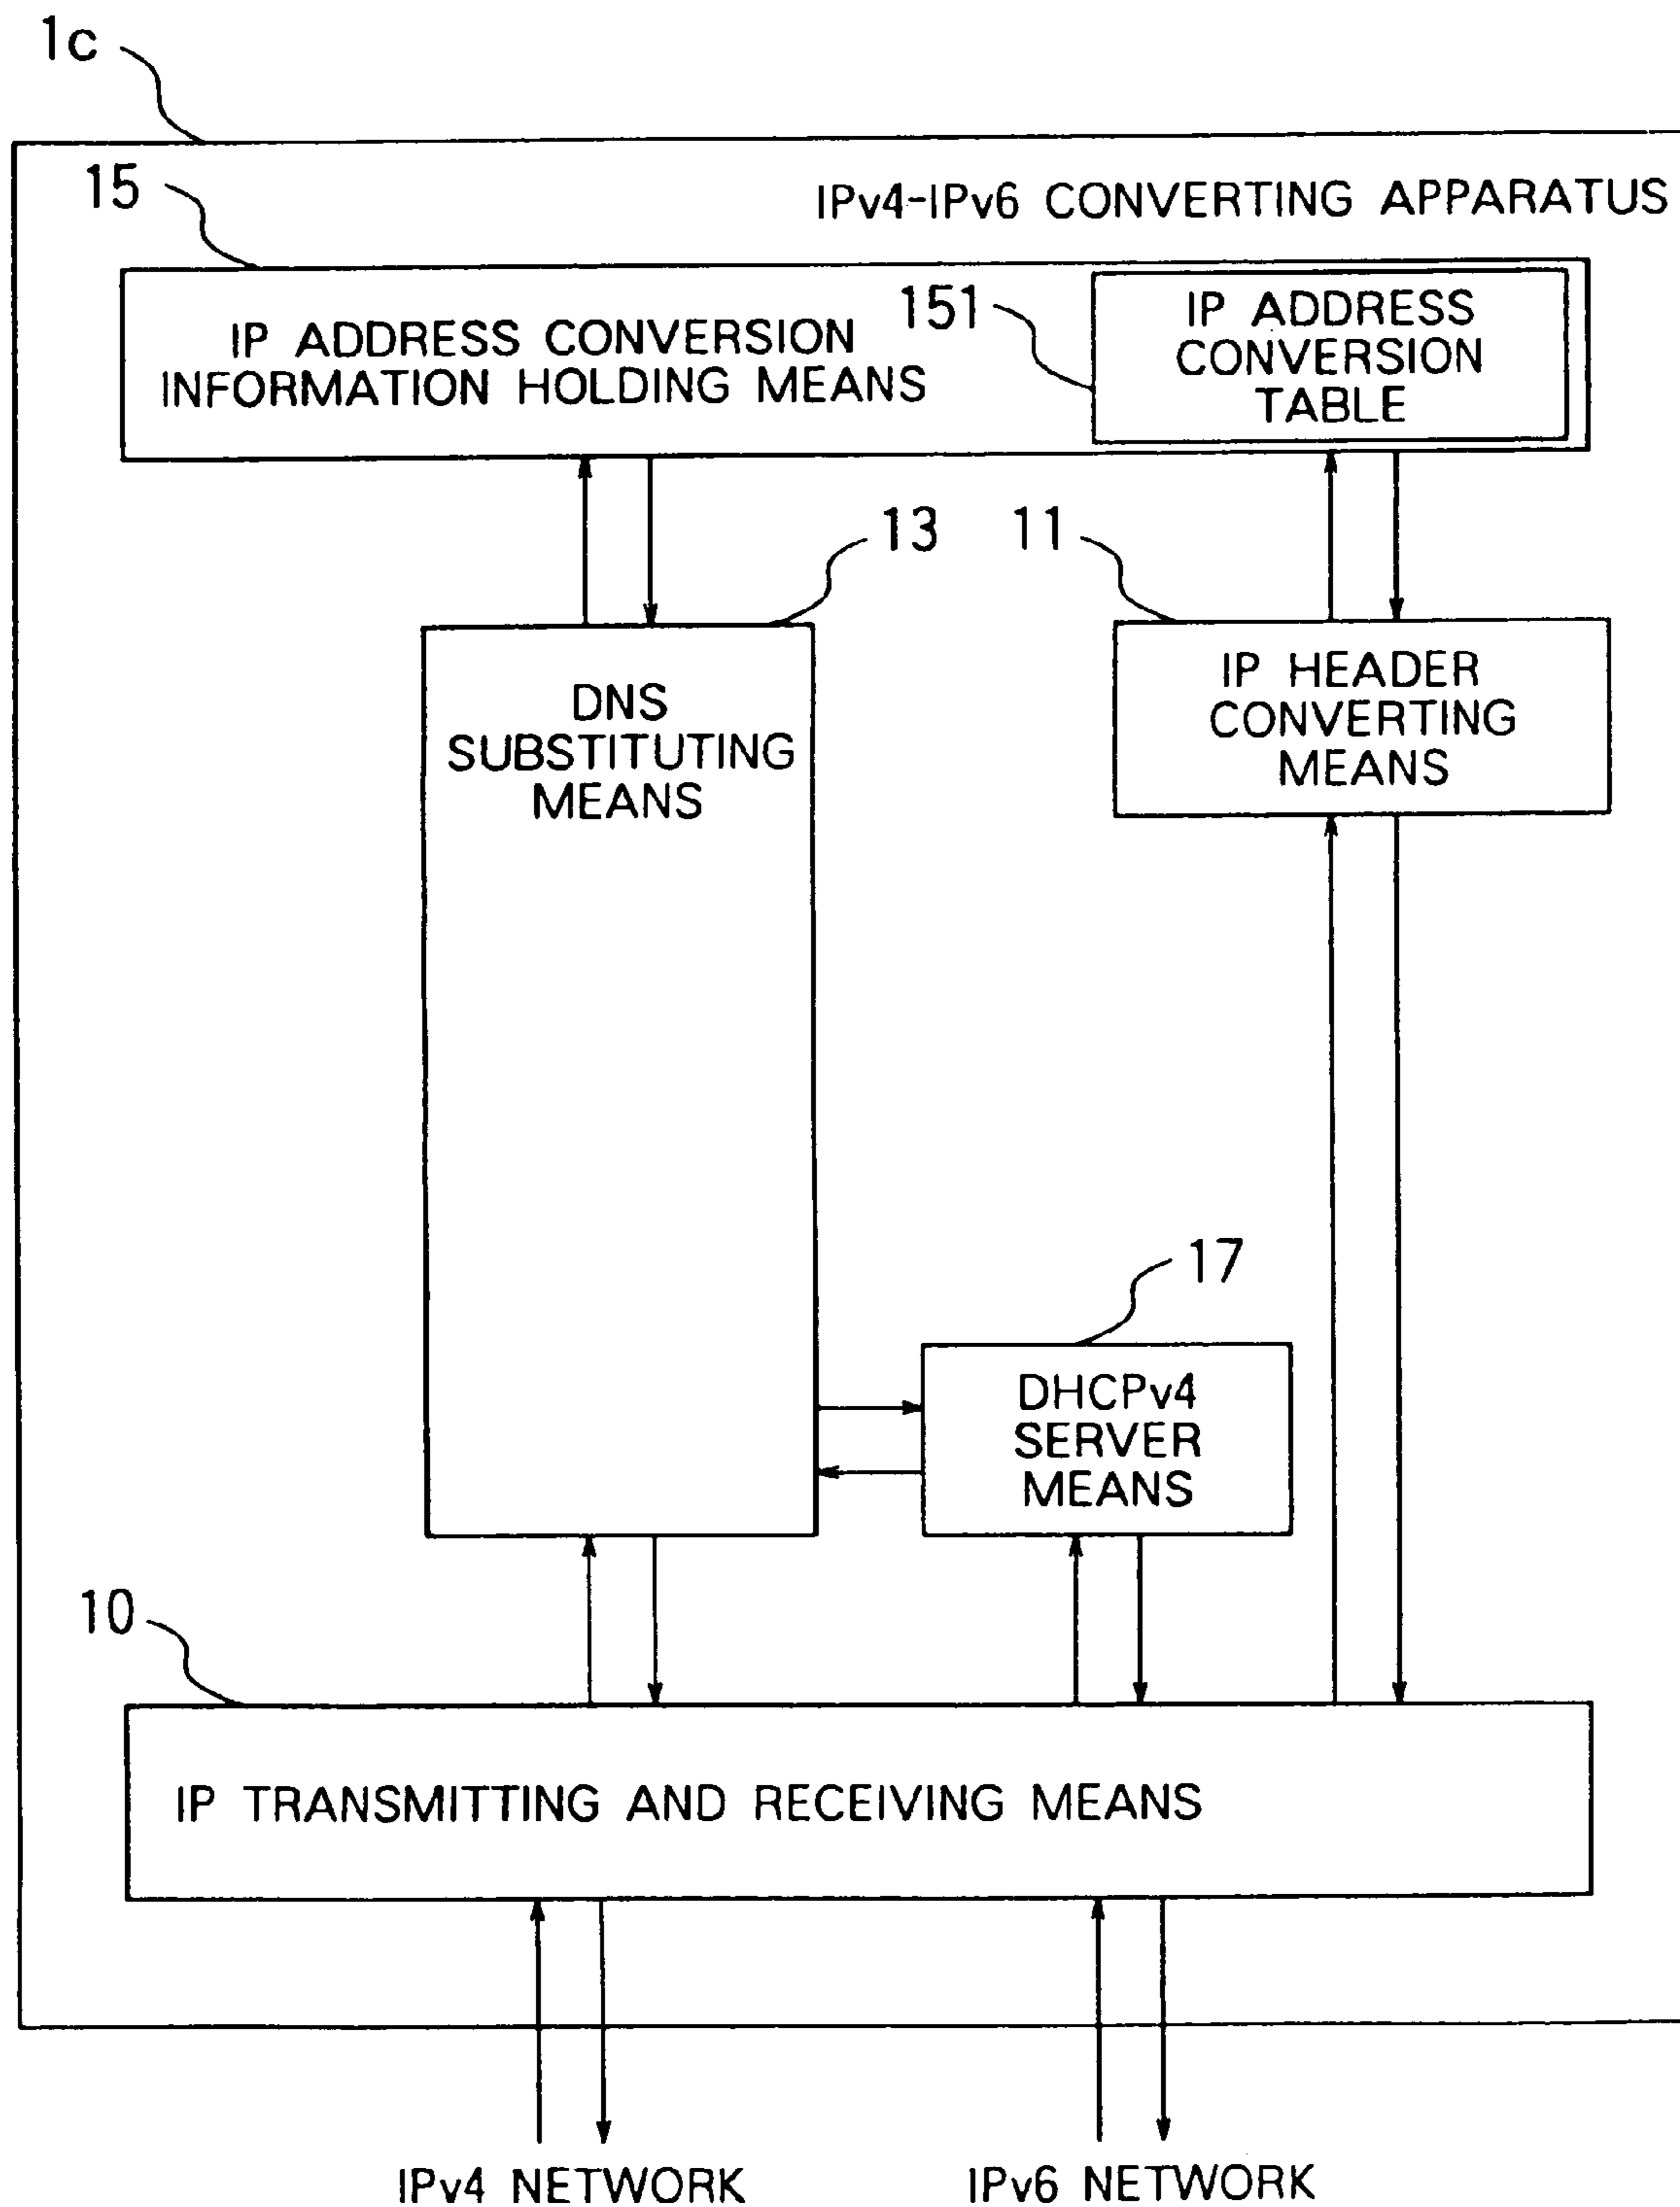 1c
15
IPv4-IPv6 CONVERTING APPARATUS
IP ADDRESS CONVERSION
INFORMATION HOLDING MEANS
151
IP ADDRESS
CONVERSION
TABLE
13
11
DNS
SUBSTITUTING
MEANS
IP HEADER
CONVERTING
MEANS
17
DHCPv4
SERVER
MEANS
10
IP TRANSMITTING AND RECEIVING MEANS
IPv4 NETWORK
IPv6 NETWORK